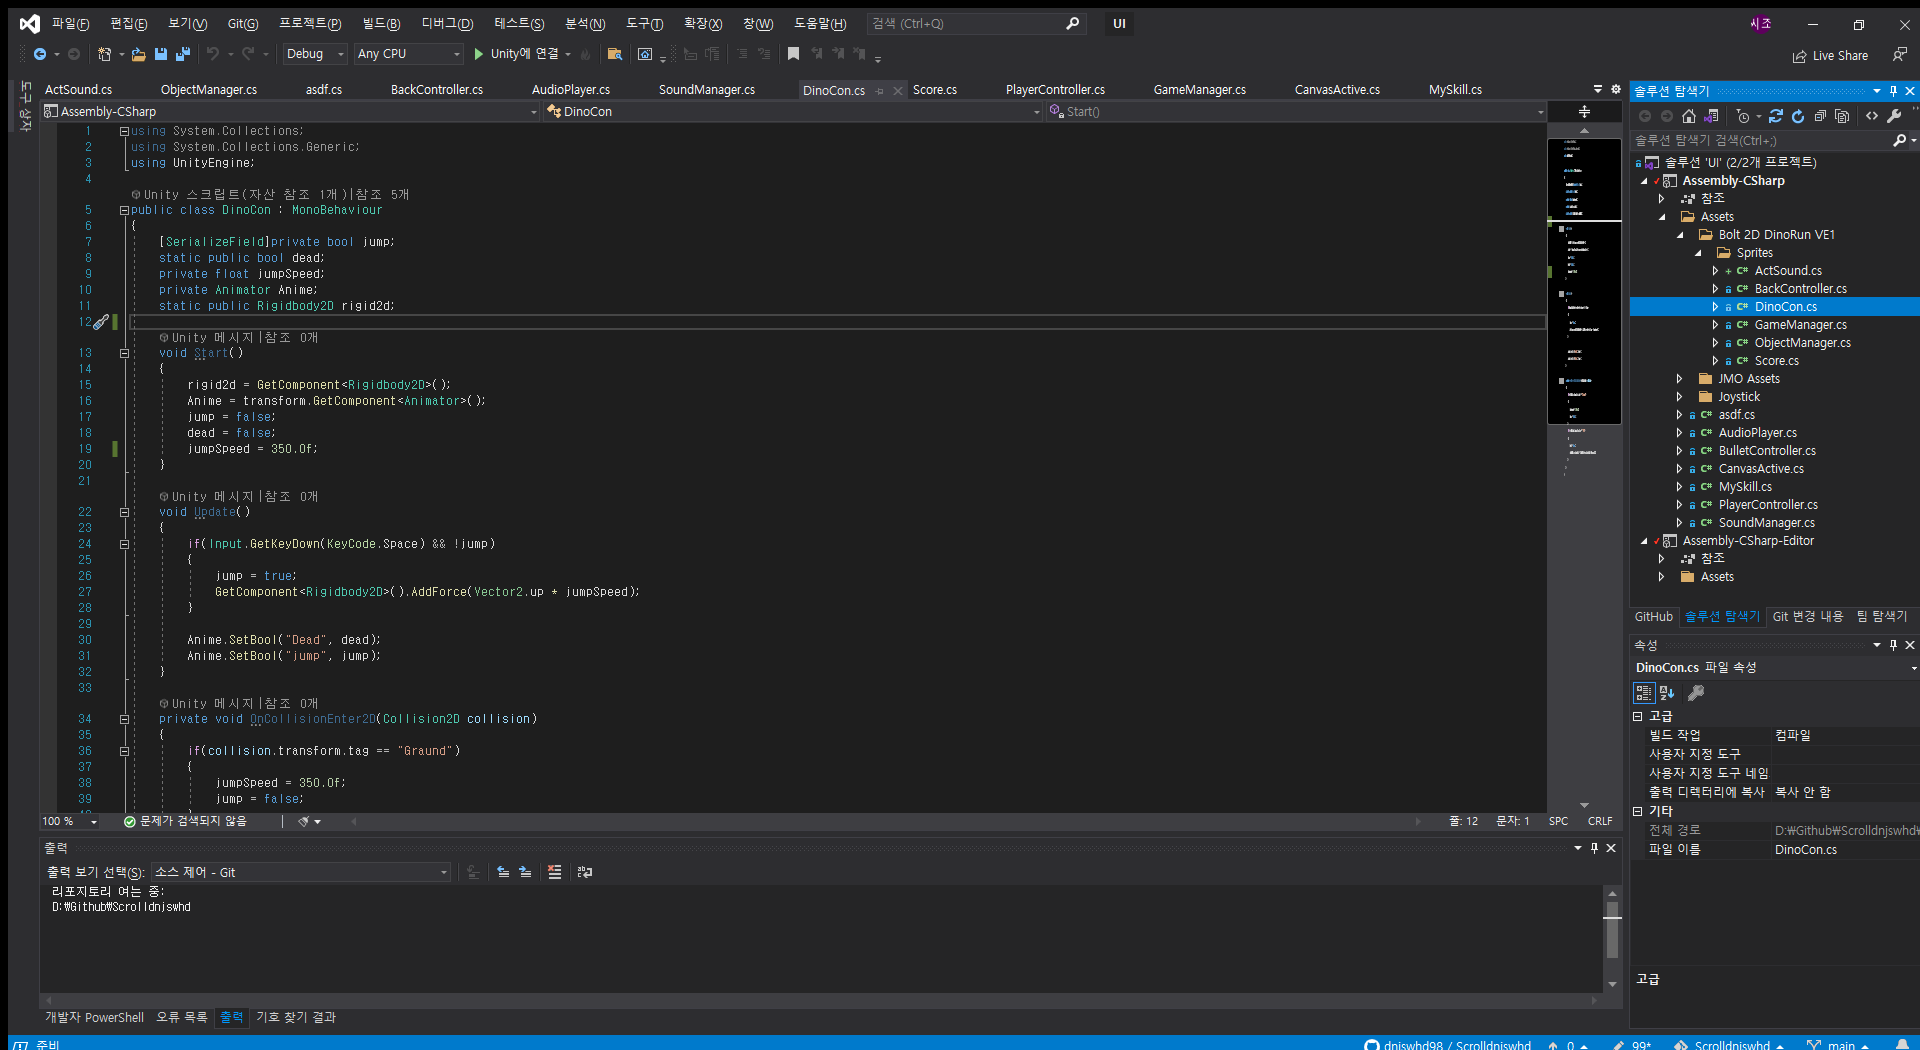 파일(F) 편집(E) 보기(V) Git(G) 프로젝트(P) 빌드(B) 디버그(D) 테스트(S) 분석(N) 도구(T) 확장(X) 창(W) 도움말(H) 검색 (Ctrl+Q) UI 시조
Debug Any CPU Unity에 연결 Live Share
도구 상자
ActSound.cs ObjectManager.cs asdf.cs BackController.cs AudioPlayer.cs SoundManager.cs DinoCon.cs Score.cs PlayerController.cs GameManager.cs CanvasActive.cs MySkill.cs
Assembly-CSharp DinoCon Start()
1 using System.Collections;
2 using System.Collections.Generic;
3 using UnityEngine;
4
Unity 스크립트(자산 참조 1개)|참조 5개
5 public class DinoCon : MonoBehaviour
6 {
7 [SerializeField]private bool jump;
8 static public bool dead;
9 private float jumpSpeed;
10 private Animator Anime;
11 static public Rigidbody2D rigid2d;
12
Unity 메시지|참조 0개
13 void Start()
14 {
15 rigid2d = GetComponent<Rigidbody2D>();
16 Anime = transform.GetComponent<Animator>();
17 jump = false;
18 dead = false;
19 jumpSpeed = 350.0f;
20 }
21
Unity 메시지|참조 0개
22 void Update()
23 {
24 if(Input.GetKeyDown(KeyCode.Space) && !jump)
25 {
26 jump = true;
27 GetComponent<Rigidbody2D>().AddForce(Vector2.up * jumpSpeed);
28 }
29
30 Anime.SetBool("Dead", dead);
31 Anime.SetBool("jump", jump);
32 }
33
Unity 메시지|참조 0개
34 private void OnCollisionEnter2D(Collision2D collision)
35 {
36 if(collision.transform.tag == "Graund")
37 {
38 jumpSpeed = 350.0f;
39 jump = false;
100 % 문제가 검색되지 않음 줄: 12 문자: 1 SPC CRLF
출력
출력 보기 선택(S): 소스 제어 - Git
리포지토리 여는 중:
D:₩Github₩Scrolldnjswhd
개발자 PowerShell 오류 목록 출력 기호 찾기 결과
솔루션 탐색기
솔루션 탐색기 검색(Ctrl+;)
솔루션 'UI' (2/2개 프로젝트)
Assembly-CSharp
참조
Assets
Bolt 2D DinoRun VE1
Sprites
ActSound.cs
BackController.cs
DinoCon.cs
GameManager.cs
ObjectManager.cs
Score.cs
JMO Assets
Joystick
asdf.cs
AudioPlayer.cs
BulletController.cs
CanvasActive.cs
MySkill.cs
PlayerController.cs
SoundManager.cs
Assembly-CSharp-Editor
참조
Assets
GitHub 솔루션 탐색기 Git 변경 내용 팀 탐색기
속성
DinoCon.cs 파일 속성
고급
빌드 작업 컴파일
사용자 지정 도구
사용자 지정 도구 네임
출력 디렉터리에 복사 복사 안 함
기타
전체 경로 D:₩Github₩Scrolldnjswhd₩
파일 이름 DinoCon.cs
고급
준비 dnjswhd98 / Scrolldnjswhd 0 99* Scrolldnjswhd main